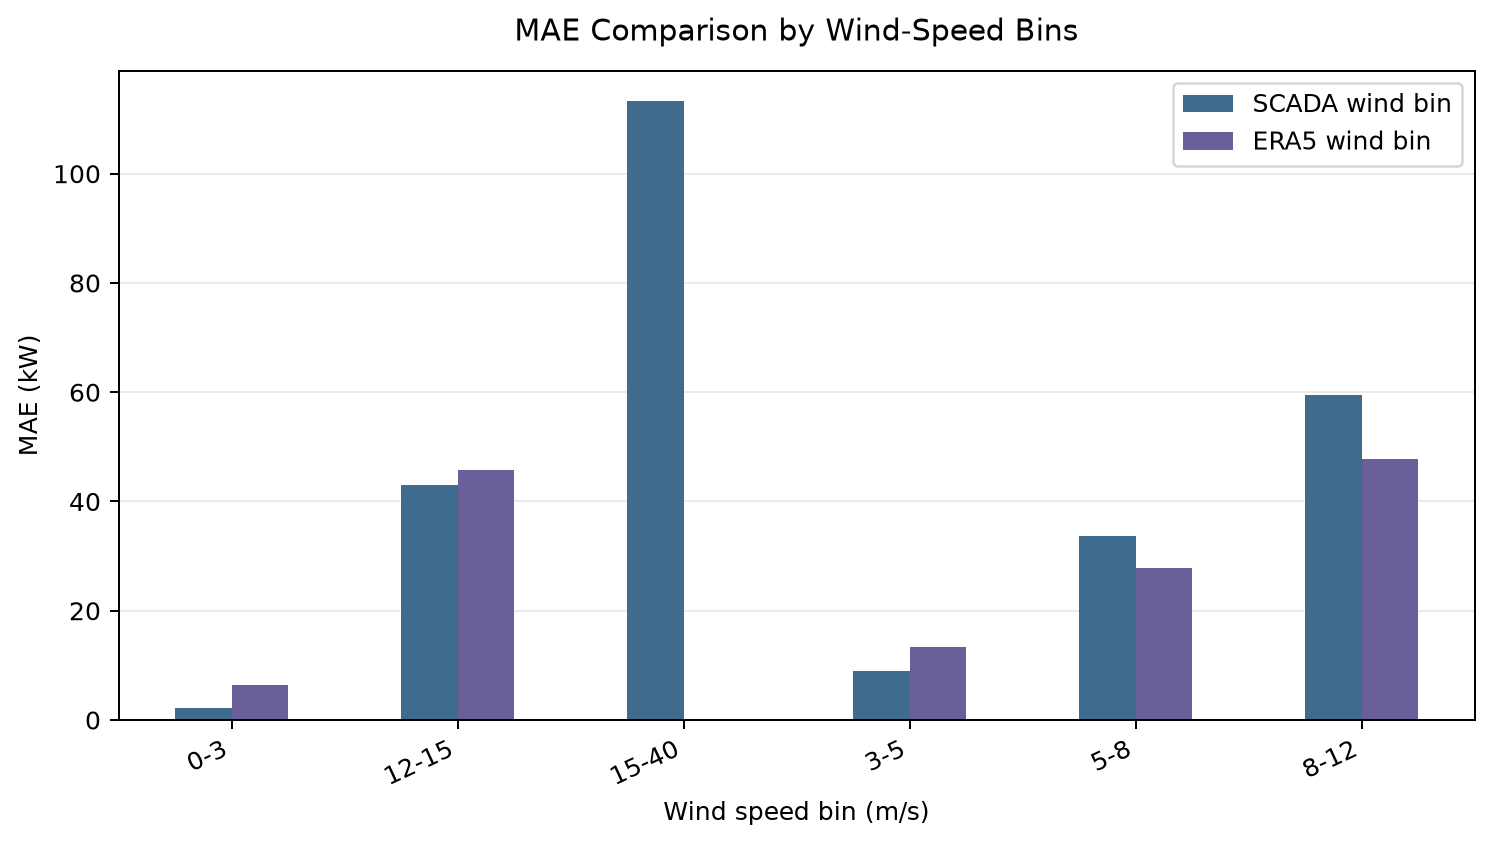 MAE Comparison by Wind-Speed Bins
SCADA wind bin
ERA5 wind bin
MAE (kW)
100
80
60
40
20
0
0-3
12-15
15-40
3-5
5-8
8-12
Wind speed bin (m/s)